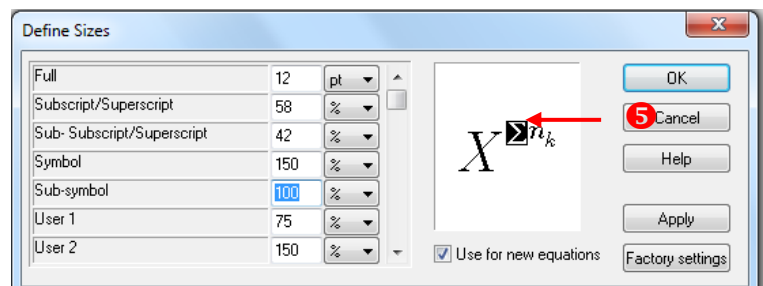 Define Sizes
Full 12 pt
Subscript/Superscript 58 %
Sub- Subscript/Superscript 42 %
Symbol 150 %
Sub-symbol 100 %
User 1 75 %
User 2 150 %
X Σ n k
5
Use for new equations
OK
Cancel
Help
Apply
Factory settings